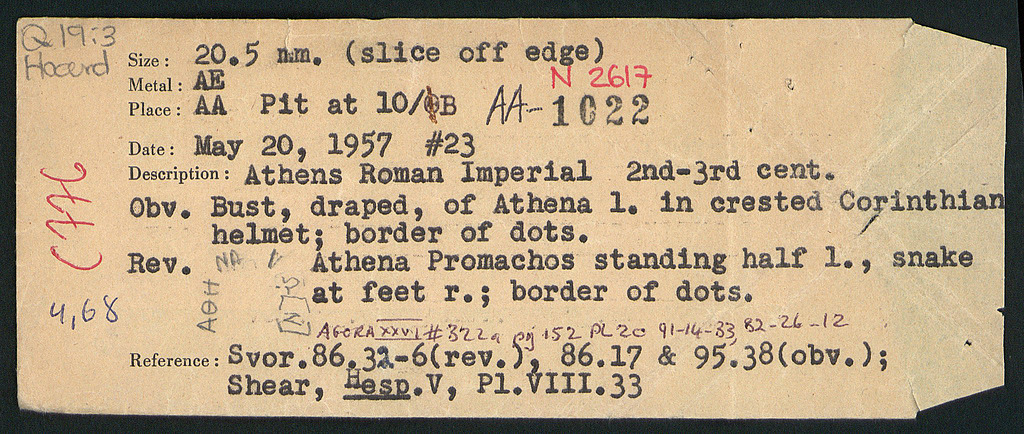 Q 19:3
Hoard
Size: 20.5 mm. (slice off edge)
Metal: AE
N 2617
Place: AA Pit at 10/ΘB AA-1022
Date: May 20, 1957 #23
Description: Athens Roman Imperial 2nd-3rd cent.
Obv. Bust, draped, of Athena l. in crested Corinthian
helmet; border of dots.
Rev. Athena Promachos standing half l., snake
at feet r.; border of dots.
ΑΘΗ ΝΑ
4,68
AGORA XXVI #322a pg 152 PL 20 91-14-33, 82-26-12
Reference: Svor.86.32-6(rev.), 86.17 & 95.38(obv.);
Shear, Hesp.V, Pl.VIII.33